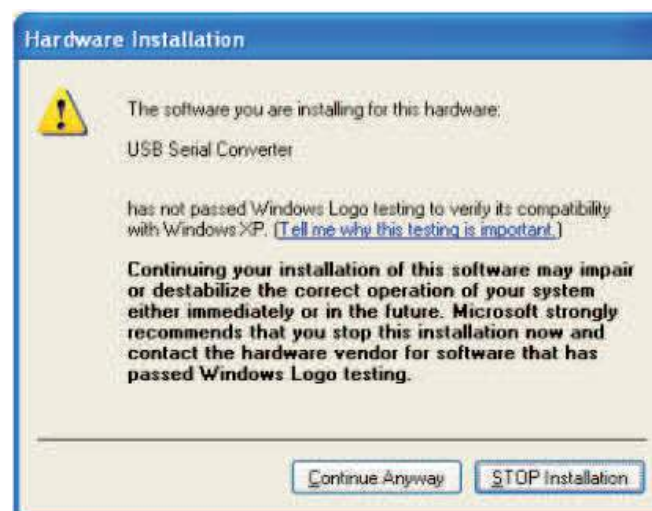 Hardware Installation
The software you are installing for this hardware:
USB Serial Converter
has not passed Windows Logo testing to verify its compatibility
with Windows XP. (Tell me why this testing is important.)
Continuing your installation of this software may impair
or destabilize the correct operation of your system
either immediately or in the future. Microsoft strongly
recommends that you stop this installation now and
contact the hardware vendor for software that has
passed Windows Logo testing.
Continue Anyway STOP Installation